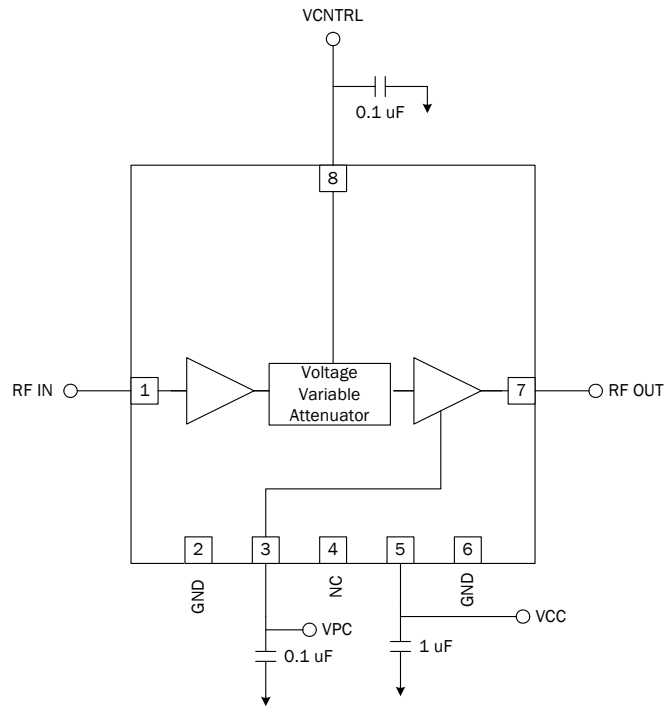 VCNTRL
0.1 uF
8
RF IN
1
Voltage
Variable
Attenuator
7
RF OUT
2
3
4
5
6
GND
NC
GND
VPC
VCC
0.1 uF
1 uF